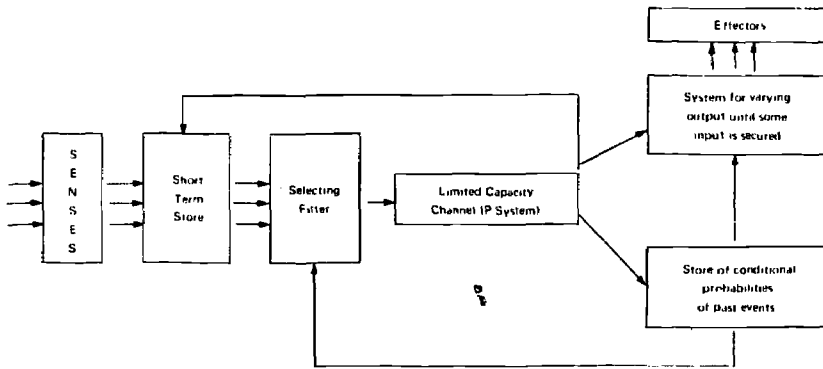 Effectors
System for varying
output until some
input is secured
SENSES
Short
Term
Store
Selecting
Filter
Limited Capacity
Channel (P System)
Store of conditional
probabilities
of past events